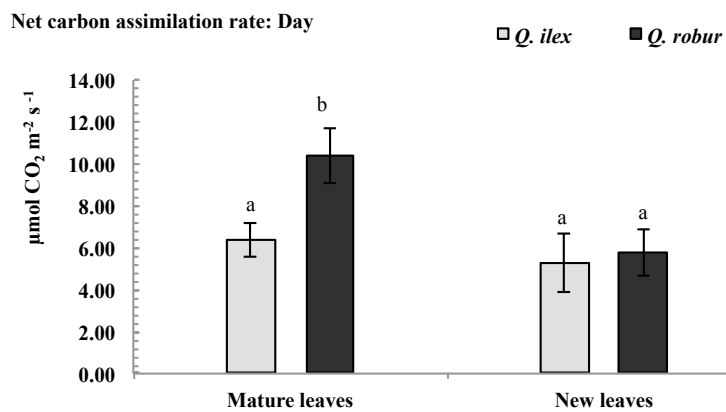 Net carbon assimilation rate: Day
Q. ilex
Q. robur
µmol CO₂ m⁻² s⁻¹
14.00
12.00
10.00
8.00
6.00
4.00
2.00
0.00
a
b
a
a
Mature leaves
New leaves